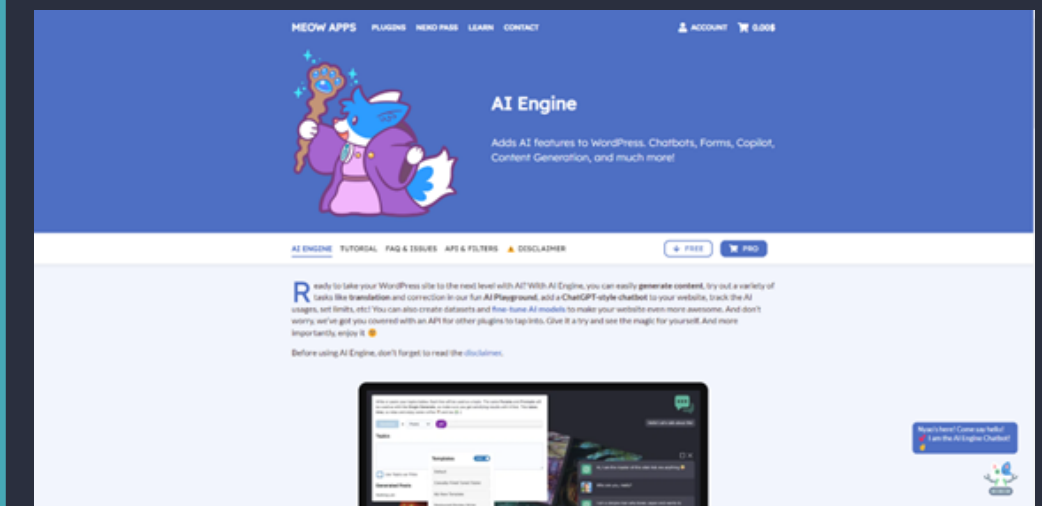 MEOW APPS PLUGINS NEKO PASS LEARN CONTACT ACCOUNT 0.00$
AI Engine
Adds AI features to WordPress. Chatbots, Forms, Copilot,
Content Generation, and much more!
AI ENGINE TUTORIAL FAQ & ISSUES API & FILTERS DISCLAIMER FREE PRO
Ready to take your WordPress site to the next level with AI? With AI Engine, you can easily generate content, try out a variety of
tasks like translation and correction in our fun AI Playground, add a ChatGPT-style chatbot to your website, track the AI
usages, set limits, etc! You can also create datasets and fine-tune AI models to make your website even more awesome. And don't
worry, we've got you covered with an API for other plugins to tap into. Give it a try and see the magic for yourself. And more
importantly, enjoy it
Before using AI Engine, don't forget to read the disclaimer.
Templates
Default
My New Template
Generated Posts
Nyao's here! Come say hello!
I am the AI Engine Chatbot!